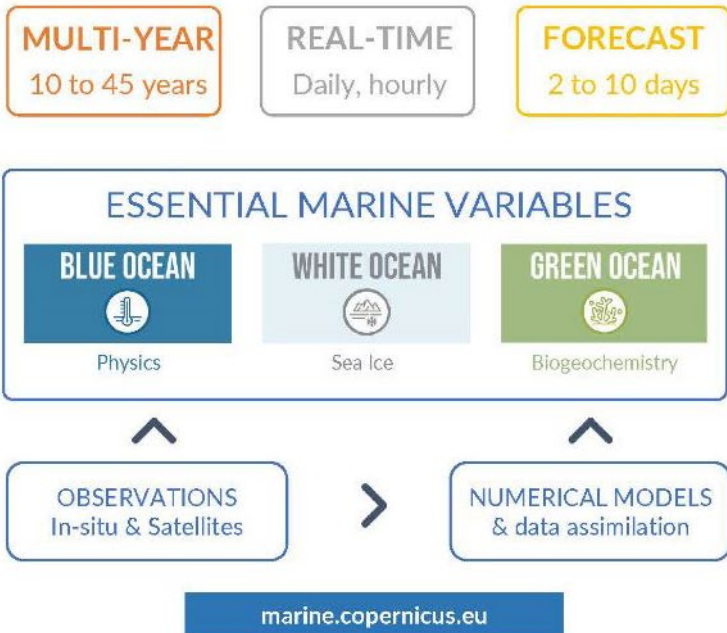 MULTI-YEAR
10 to 45 years
REAL-TIME
Daily, hourly
FORECAST
2 to 10 days
ESSENTIAL MARINE VARIABLES
BLUE OCEAN
Physics
WHITE OCEAN
Sea Ice
GREEN OCEAN
Biogeochemistry
OBSERVATIONS
In-situ & Satellites
NUMERICAL MODELS
& data assimilation
marine.copernicus.eu